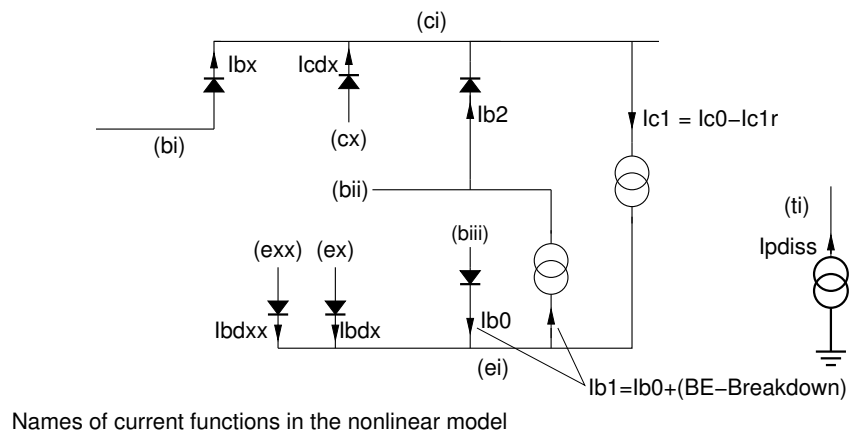 (ci)
Ibx
Icdx
Ib2
Ic1 = Ic0−Ic1r
(cx)
(bi)
(bii)
(ti)
Ipdiss
(exx)
(ex)
(biii)
Ibdxx
Ibdx
Ib0
(ei)
Ib1=Ib0+(BE−Breakdown)
Names of current functions in the nonlinear model